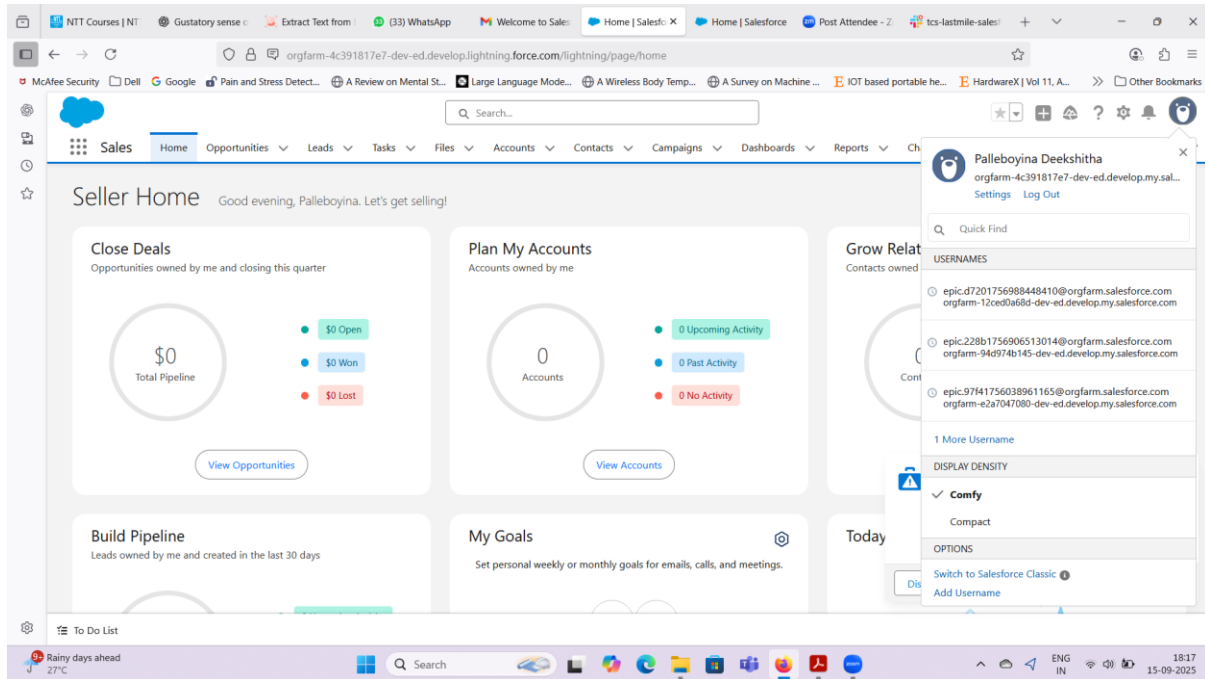 NTT Courses | NT
Gustatory sense o
Extract Text from
(33) WhatsApp
Welcome to Sales
Home | Salesfo
Home | Salesforce
Post Attendee - Z
tcs-lastmile-sales
orgfarm-4c391817e7-dev-ed.develop.lightning.force.com/lightning/page/home
McAfee Security
Dell
Google
Pain and Stress Detect...
A Review on Mental St...
Large Language Mode...
A Wireless Body Temp...
A Survey on Machine ...
IOT based portable he...
HardwareX | Vol 11, A...
Other Bookmarks
Search...
Sales
Home
Opportunities
Leads
Tasks
Files
Accounts
Contacts
Campaigns
Dashboards
Reports
Ch
Seller Home
Good evening, Palleboyina. Let's get selling!
Close Deals
Opportunities owned by me and closing this quarter
$0
Total Pipeline
$0 Open
$0 Won
$0 Lost
View Opportunities
Plan My Accounts
Accounts owned by me
0
Accounts
0 Upcoming Activity
0 Past Activity
0 No Activity
View Accounts
Grow Relat
Contacts owned
Cont
Build Pipeline
Leads owned by me and created in the last 30 days
My Goals
Set personal weekly or monthly goals for emails, calls, and meetings.
Today
Dis
Palleboyina Deekshitha
orgfarm-4c391817e7-dev-ed.develop.my.sal...
Settings
Log Out
Quick Find
USERNAMES
epic.d7201756988448410@orgfarm.salesforce.com
orgfarm-12ced0a68d-dev-ed.develop.my.salesforce.com
epic.228b1756906513014@orgfarm.salesforce.com
orgfarm-94d974b145-dev-ed.develop.my.salesforce.com
epic.97f41756038961165@orgfarm.salesforce.com
orgfarm-e2a7047080-dev-ed.develop.my.salesforce.com
1 More Username
DISPLAY DENSITY
Comfy
Compact
OPTIONS
Switch to Salesforce Classic
Add Username
To Do List
9+
Rainy days ahead
27°C
Search
ENG
IN
18:17
15-09-2025